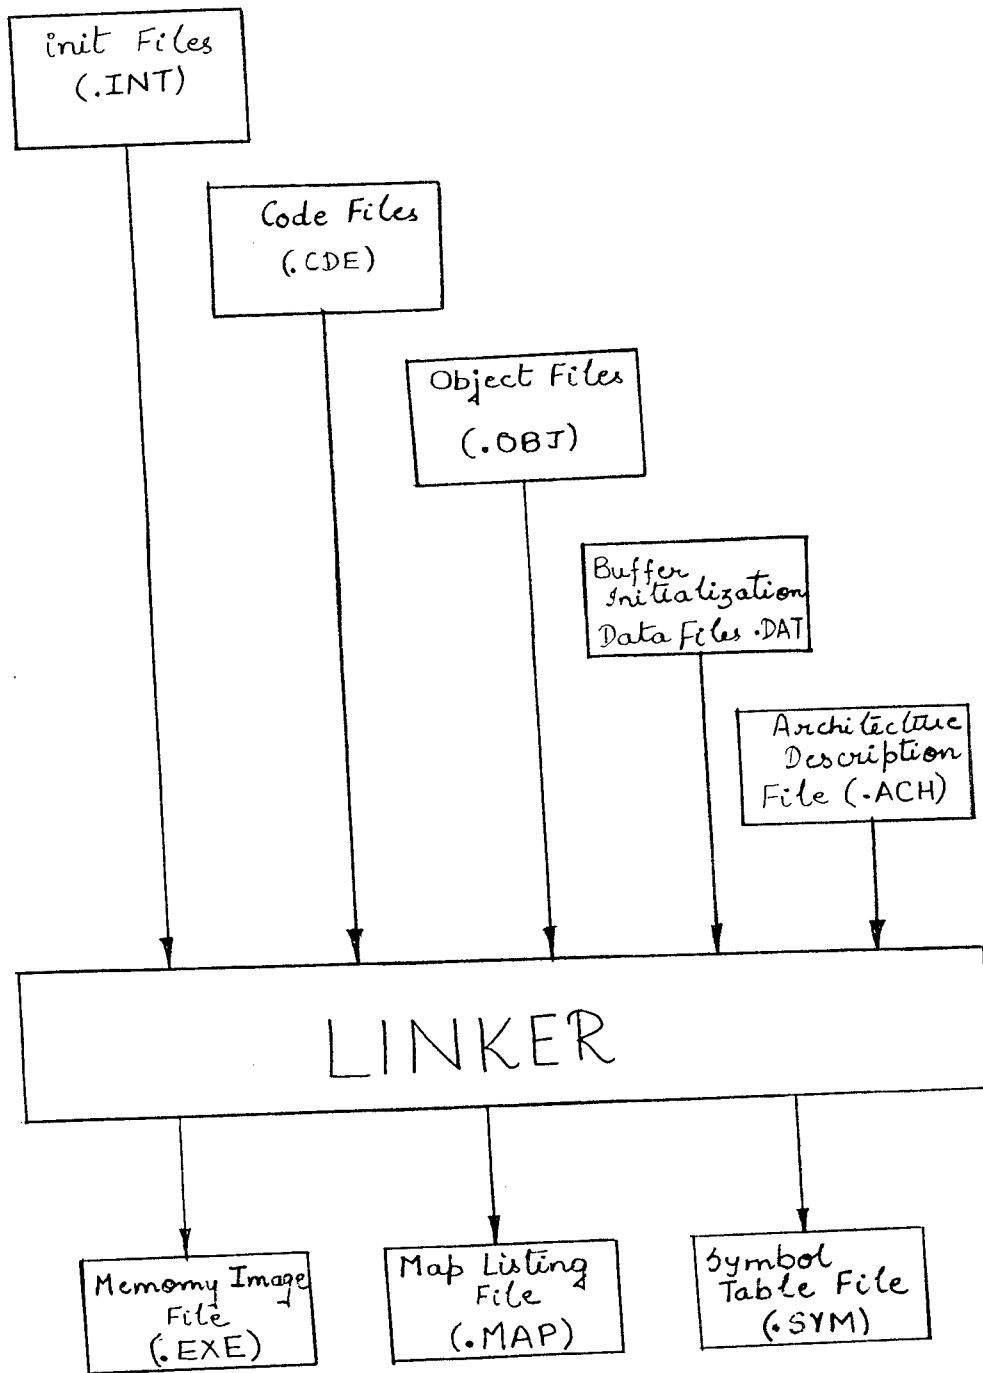 init Files
(.INT)
Code Files
(.CDE)
Object Files
(.OBJ)
Buffer
Initialization
Data Files .DAT
Architecture
Description
File (.ACH)
LINKER
Memomy Image
File
(.EXE)
Map Listing
File
(.MAP)
Symbol
Table File
(.SYM)